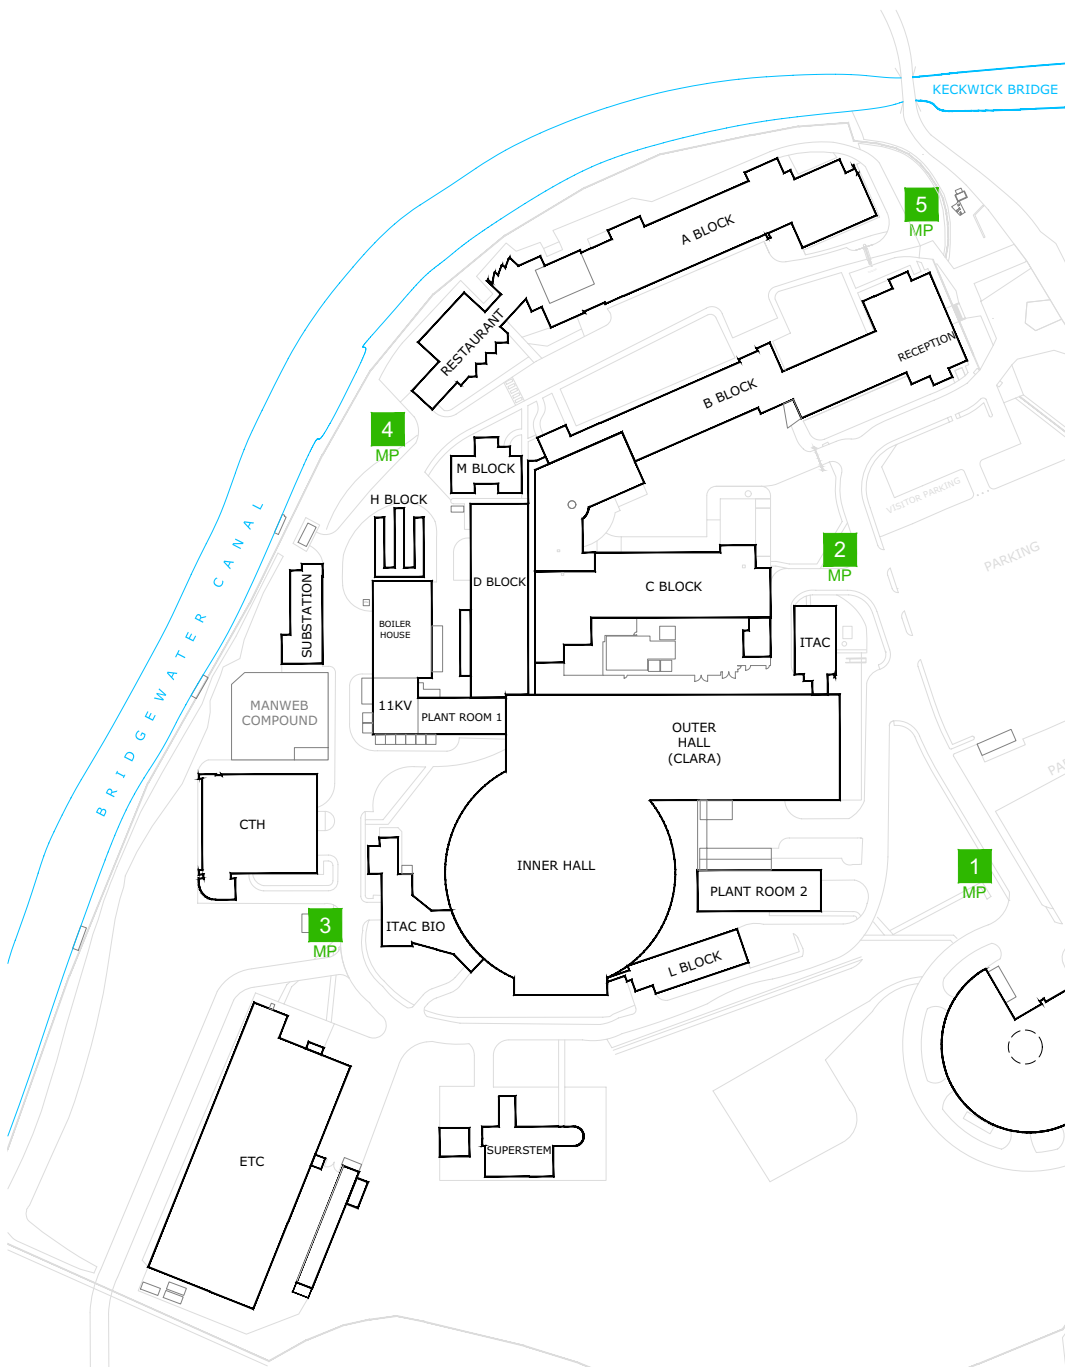 KECKWICK BRIDGE
5
MP
A BLOCK
RESTAURANT
RECEPTION
B BLOCK
4
MP
M BLOCK
H BLOCK
VISITOR PARKING
PARKING
2
MP
BRIDGEWATER CANAL
D BLOCK
C BLOCK
SUBSTATION
BOILER
HOUSE
ITAC
MANWEB
COMPOUND
11KV
PLANT ROOM 1
OUTER
HALL
(CLARA)
CTH
INNER HALL
1
MP
PLANT ROOM 2
3
MP
ITAC BIO
L BLOCK
SUPERSTEM
ETC